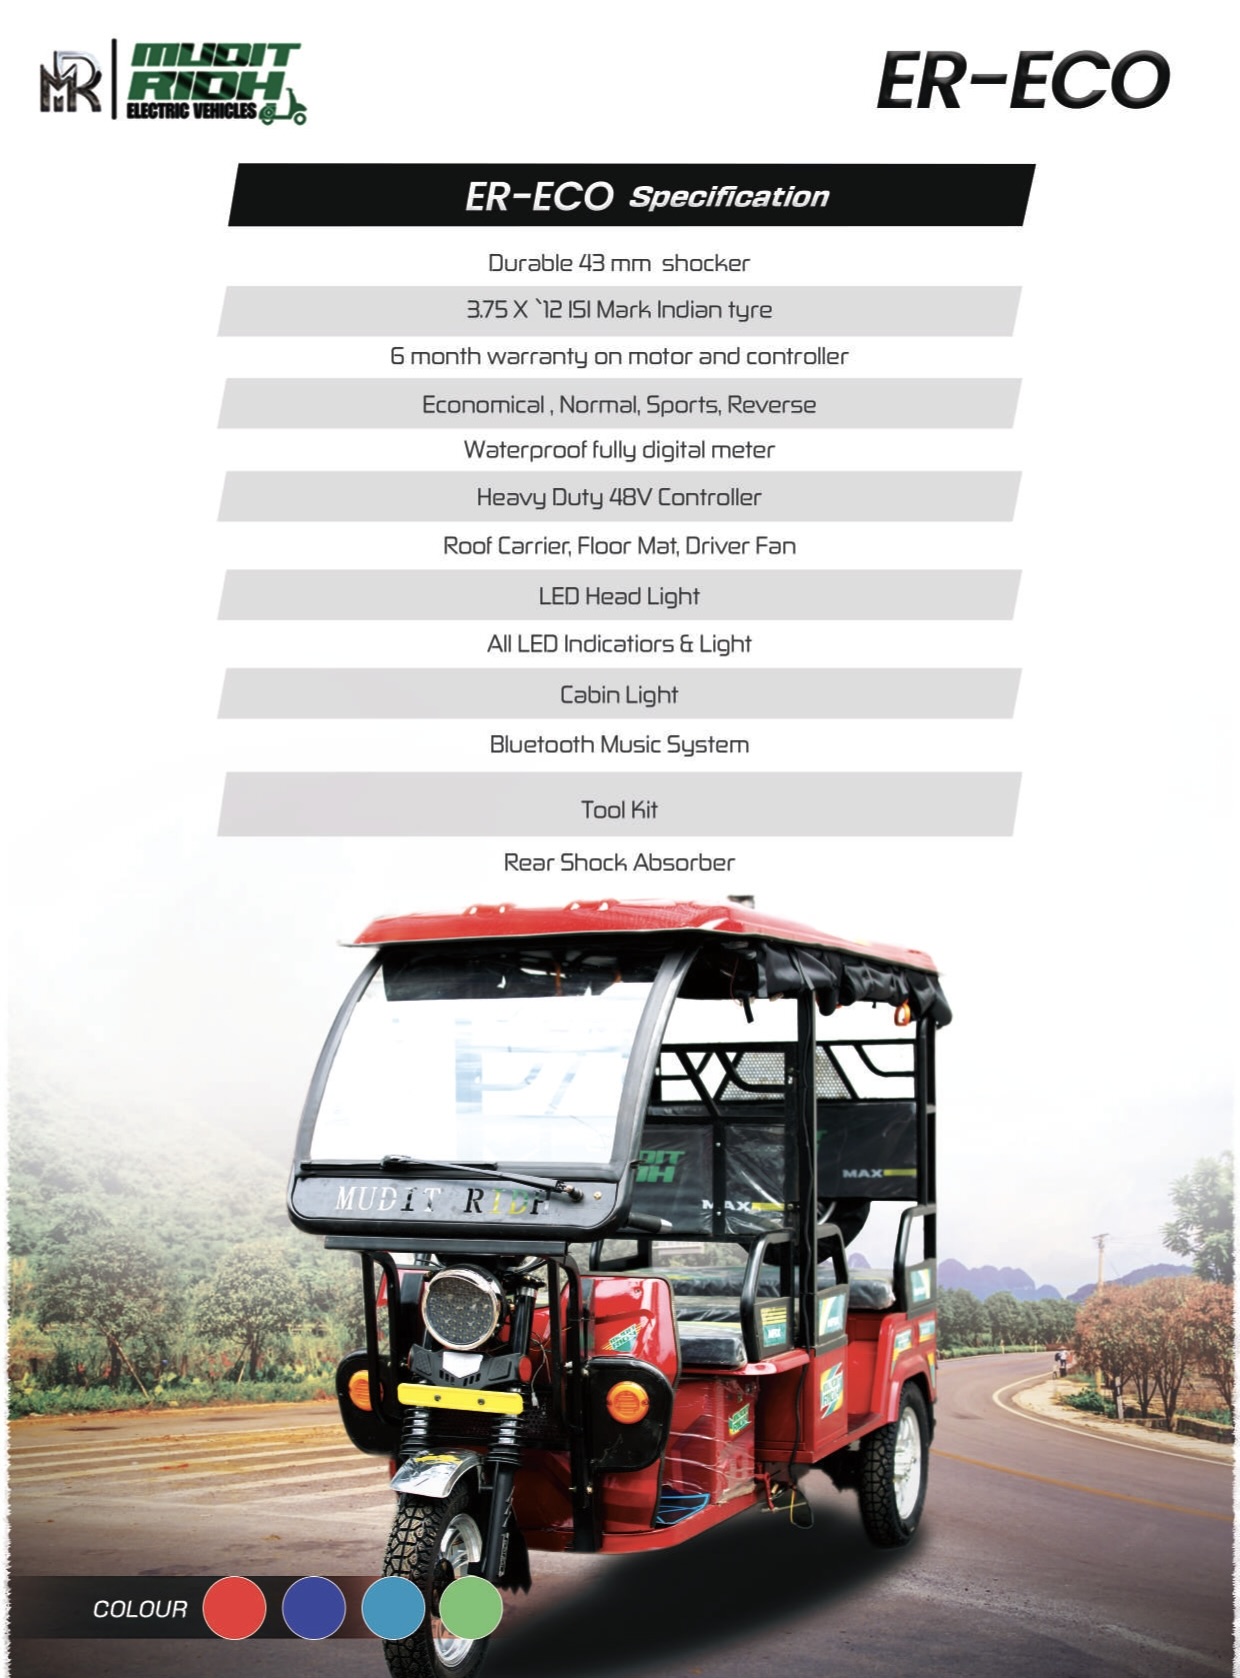 MR
MUDIT
RIDH
ELECTRIC VEHICLES
ER-ECO
ER-ECO Specification
Durable 43 mm shocker
3.75 X `12 ISI Mark Indian tyre
6 month warranty on motor and controller
Economical , Normal, Sports, Reverse
Waterproof fully digital meter
Heavy Duty 48V Controller
Roof Carrier, Floor Mat, Driver Fan
LED Head Light
All LED Indicatiors & Light
Cabin Light
Bluetooth Music System
Tool Kit
Rear Shock Absorber
MAX
MAX
MUDIT RIDH
COLOUR